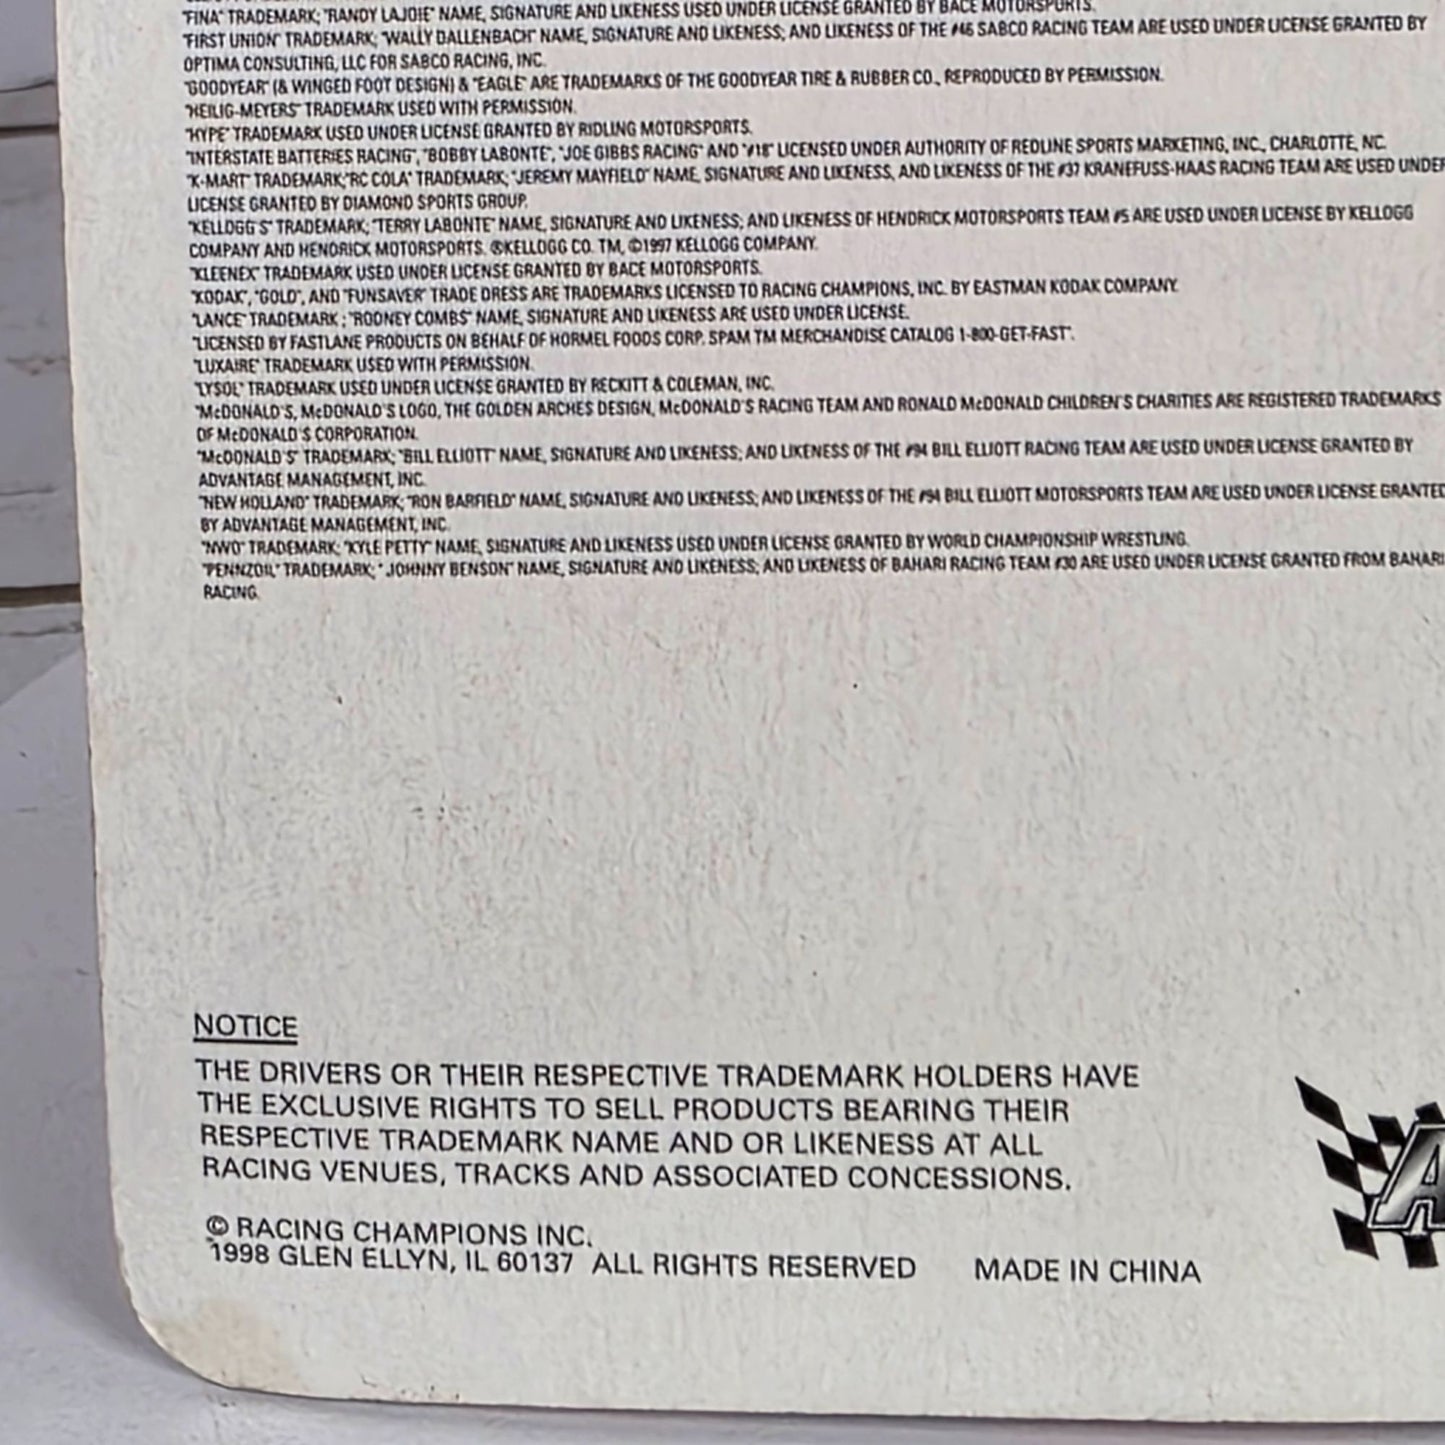 "FINA" TRADEMARK; "RANDY LAJOIE" NAME, SIGNATURE AND LIKENESS USED UNDER LICENSE GRANTED BY BACE MOTORSPORTS.
"FIRST UNION" TRADEMARK; "WALLY DALLENBACH" NAME, SIGNATURE AND LIKENESS; AND LIKENESS OF THE #46 SABCO RACING TEAM ARE USED UNDER LICENSE GRANTED BY
OPTIMA CONSULTING, LLC FOR SABCO RACING, INC.
"GOODYEAR" (& WINGED FOOT DESIGN) & "EAGLE" ARE TRADEMARKS OF THE GOODYEAR TIRE & RUBBER CO., REPRODUCED BY PERMISSION.
"HEILIG-MEYERS" TRADEMARK USED WITH PERMISSION.
"HYPE" TRADEMARK USED UNDER LICENSE GRANTED BY RIDLING MOTORSPORTS.
"INTERSTATE BATTERIES RACING", "BOBBY LABONTE", "JOE GIBBS RACING" AND "#18" LICENSED UNDER AUTHORITY OF REDLINE SPORTS MARKETING, INC., CHARLOTTE, NC.
"K-MART" TRADEMARK;"RC COLA" TRADEMARK; "JEREMY MAYFIELD" NAME, SIGNATURE AND LIKENESS, AND LIKENESS OF THE #37 KRANEFUSS-HAAS RACING TEAM ARE USED UNDER
LICENSE GRANTED BY DIAMOND SPORTS GROUP.
"KELLOGG'S" TRADEMARK; "TERRY LABONTE" NAME, SIGNATURE AND LIKENESS; AND LIKENESS OF HENDRICK MOTORSPORTS TEAM #5 ARE USED UNDER LICENSE BY KELLOGG
COMPANY AND HENDRICK MOTORSPORTS. ®KELLOGG CO. TM, ©1997 KELLOGG COMPANY.
"KLEENEX" TRADEMARK USED UNDER LICENSE GRANTED BY BACE MOTORSPORTS.
"KODAK", "GOLD", AND "FUNSAVER" TRADE DRESS ARE TRADEMARKS LICENSED TO RACING CHAMPIONS, INC. BY EASTMAN KODAK COMPANY.
"LANCE" TRADEMARK ; "RODNEY COMBS" NAME, SIGNATURE AND LIKENESS ARE USED UNDER LICENSE.
"LICENSED BY FASTLANE PRODUCTS ON BEHALF OF HORMEL FOODS CORP. SPAM TM MERCHANDISE CATALOG 1-800-GET-FAST".
"LUXAIRE" TRADEMARK USED WITH PERMISSION.
"LYSOL" TRADEMARK USED UNDER LICENSE GRANTED BY RECKITT & COLEMAN, INC.
"McDONALD'S, McDONALD'S LOGO, THE GOLDEN ARCHES DESIGN, McDONALD'S RACING TEAM AND RONALD McDONALD CHILDREN'S CHARITIES ARE REGISTERED TRADEMARKS
OF McDONALD'S CORPORATION.
"McDONALD'S" TRADEMARK; "BILL ELLIOTT" NAME, SIGNATURE AND LIKENESS; AND LIKENESS OF THE #94 BILL ELLIOTT RACING TEAM ARE USED UNDER LICENSE GRANTED BY
ADVANTAGE MANAGEMENT, INC.
"NEW HOLLAND" TRADEMARK; "RON BARFIELD" NAME, SIGNATURE AND LIKENESS; AND LIKENESS OF THE #94 BILL ELLIOTT MOTORSPORTS TEAM ARE USED UNDER LICENSE GRANTED
BY ADVANTAGE MANAGEMENT, INC.
"NWO" TRADEMARK; "KYLE PETTY" NAME, SIGNATURE AND LIKENESS USED UNDER LICENSE GRANTED BY WORLD CHAMPIONSHIP WRESTLING.
"PENNZOIL" TRADEMARK; "JOHNNY BENSON" NAME, SIGNATURE AND LIKENESS; AND LIKENESS OF BAHARI RACING TEAM #30 ARE USED UNDER LICENSE GRANTED FROM BAHARI
RACING.
NOTICE
THE DRIVERS OR THEIR RESPECTIVE TRADEMARK HOLDERS HAVE
THE EXCLUSIVE RIGHTS TO SELL PRODUCTS BEARING THEIR
RESPECTIVE TRADEMARK NAME AND OR LIKENESS AT ALL
RACING VENUES, TRACKS AND ASSOCIATED CONCESSIONS.
© RACING CHAMPIONS INC.
1998 GLEN ELLYN, IL 60137 ALL RIGHTS RESERVED MADE IN CHINA